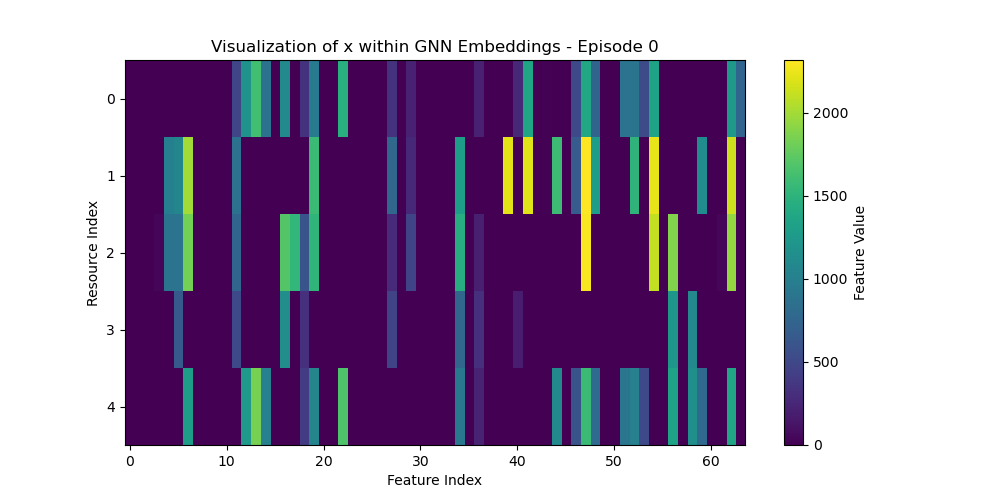 Visualization of x within GNN Embeddings - Episode 0
Resource Index
0
1
2
3
4
0 10 20 30 40 50 60
Feature Index
2000
1500
1000
500
0
Feature Value